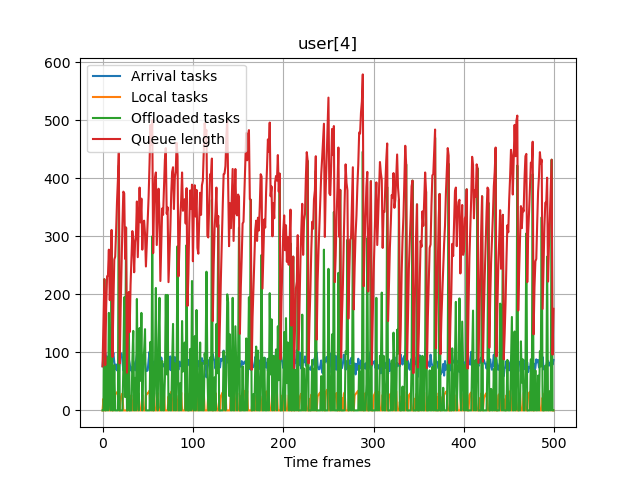 user[4]
600
500
400
300
200
100
0
Arrival tasks
Local tasks
Offloaded tasks
Queue length
0 100 200 300 400 500
Time frames